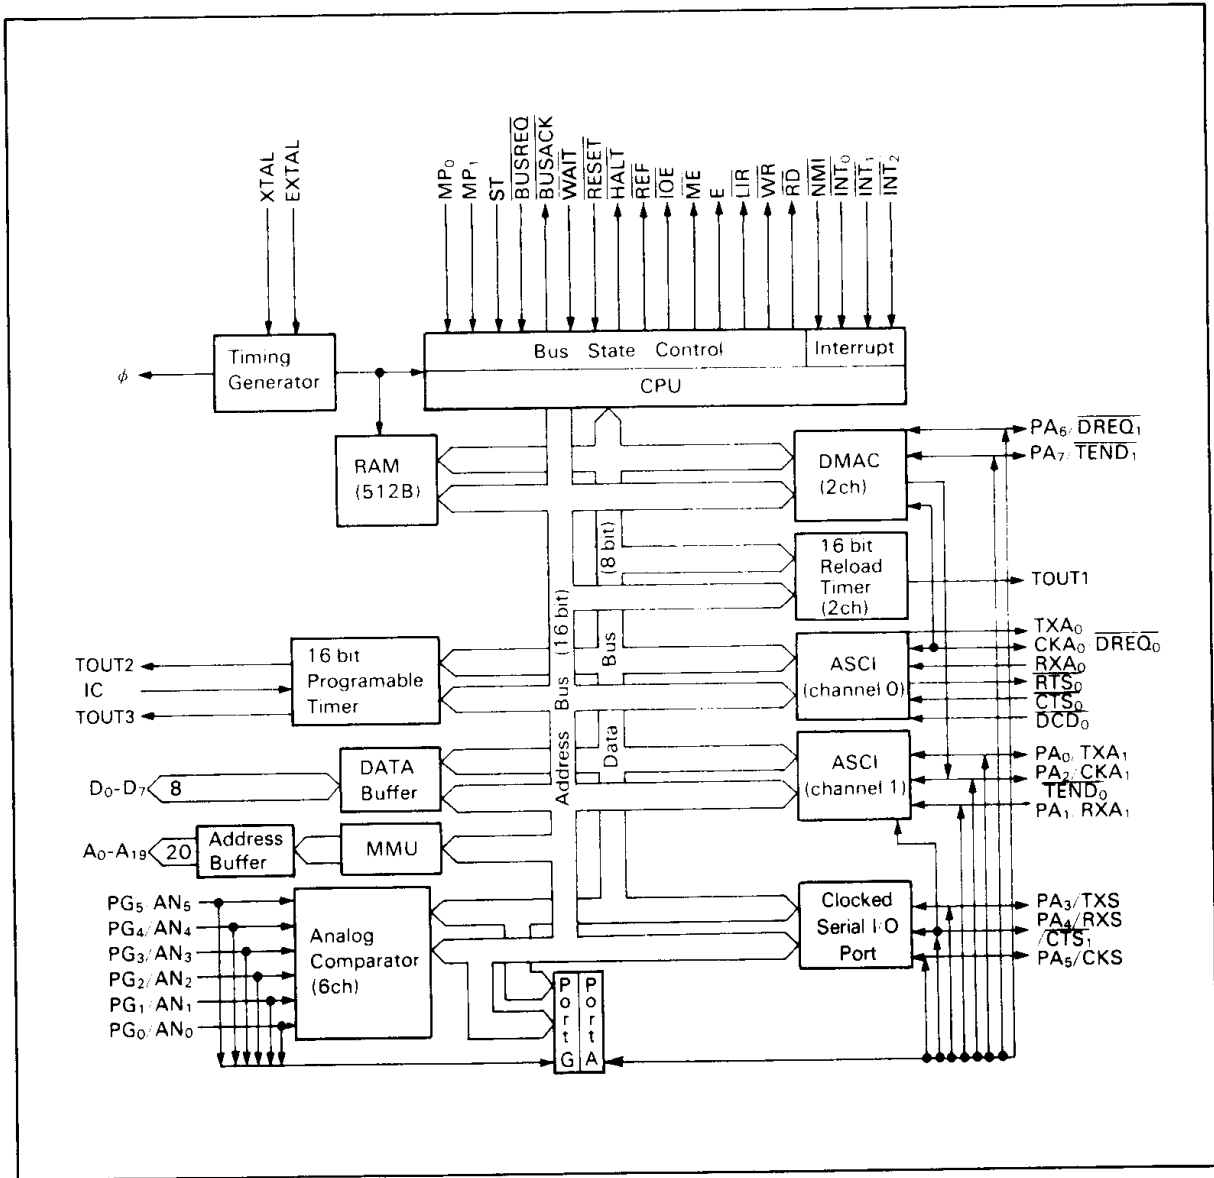 XTAL
EXTAL
MP₀
MP₁
ST
BUSREQ
BUSACK
WAIT
RESET
HALT
REF
IOE
ME
E
LIR
WR
RD
NMI
INT₀
INT₁
INT₂
Timing
Generator
ϕ
Bus State Control
Interrupt
CPU
RAM
(512B)
DMAC
(2ch)
PA₆/DREQ₁
PA₇/TEND₁
16 bit
Reload
Timer
(2ch)
TOUT1
Address Bus (16 bit)
Data Bus (8 bit)
TOUT2
IC
TOUT3
16 bit
Programable
Timer
ASCI
(channel 0)
TXA₀
CKA₀/DREQ₀
RXA₀
RTS₀
CTS₀
DCD₀
D₀-D₇
8
DATA
Buffer
ASCI
(channel 1)
PA₀/TXA₁
PA₂/CKA₁
TEND₀
PA₁/RXA₁
A₀-A₁₉
20
Address
Buffer
MMU
PG₅/AN₅
PG₄/AN₄
PG₃/AN₃
PG₂/AN₂
PG₁/AN₁
PG₀/AN₀
Analog
Comparator
(6ch)
Clocked
Serial I/O
Port
PA₃/TXS
PA₄/RXS
/CTS₁
PA₅/CKS
Port G
Port A